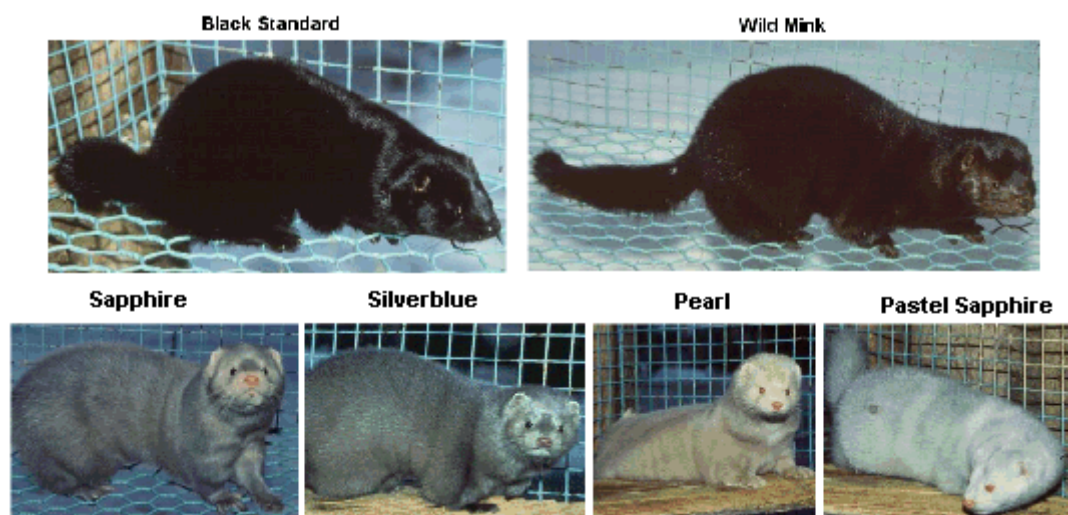 Black Standard
Wild Mink
Sapphire
Silverblue
Pearl
Pastel Sapphire